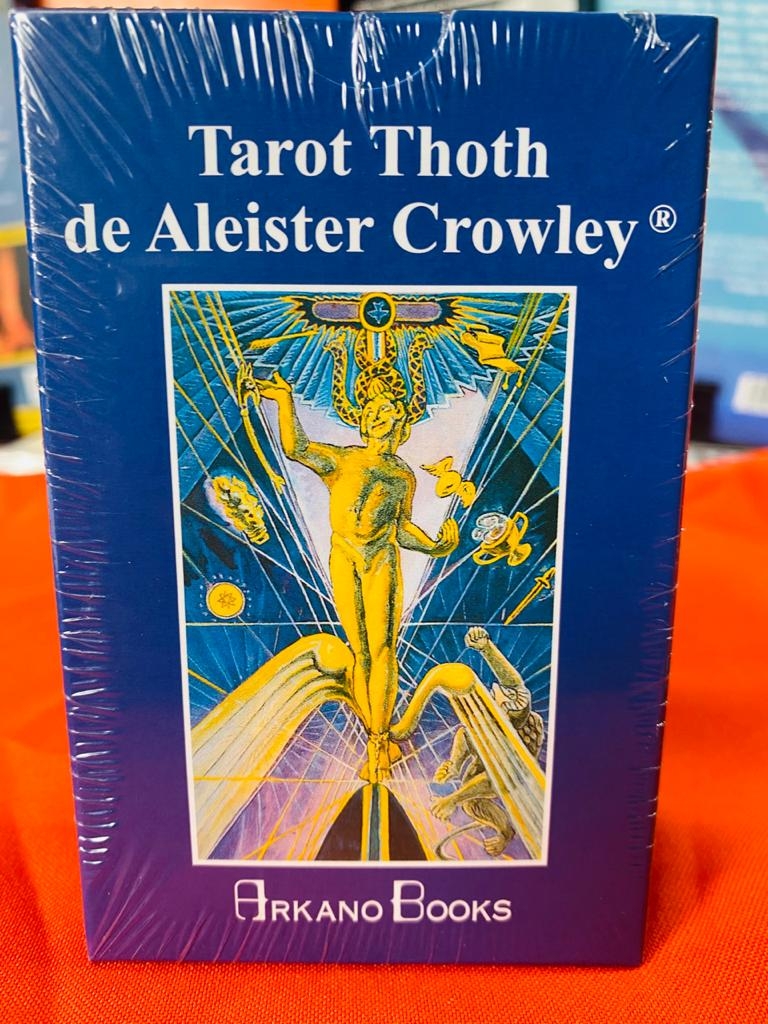 Tarot Thoth
de Aleister Crowley®
ARKANO BOOKS